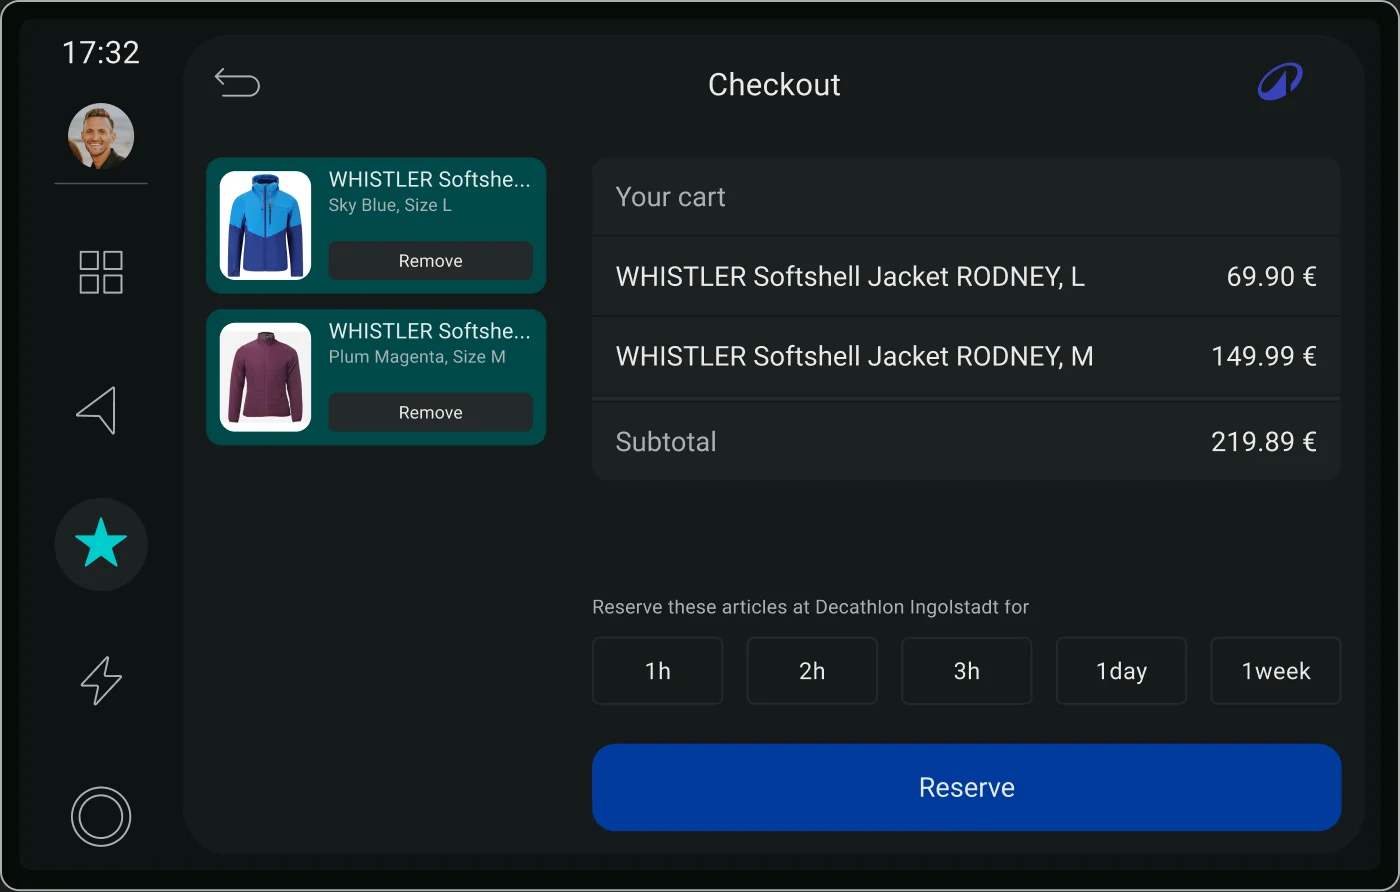 17:32
Checkout
WHISTLER Softshe...
Sky Blue, Size L
Remove
WHISTLER Softshe...
Plum Magenta, Size M
Remove
Your cart
WHISTLER Softshell Jacket RODNEY, L 69.90 €
WHISTLER Softshell Jacket RODNEY, M 149.99 €
Subtotal 219.89 €
Reserve these articles at Decathlon Ingolstadt for
1h 2h 3h 1day 1week
Reserve